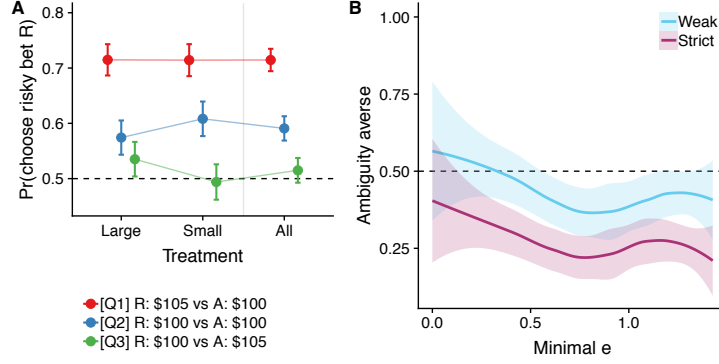 A
Pr(choose risky bet R)
0.8
0.7
0.6
0.5
Large
Small
All
Treatment
[Q1] R: $105 vs A: $100
[Q2] R: $100 vs A: $100
[Q3] R: $100 vs A: $105
B
Ambiguity averse
1.00
0.75
0.50
0.25
0.0
0.5
1.0
Minimal e
Weak
Strict